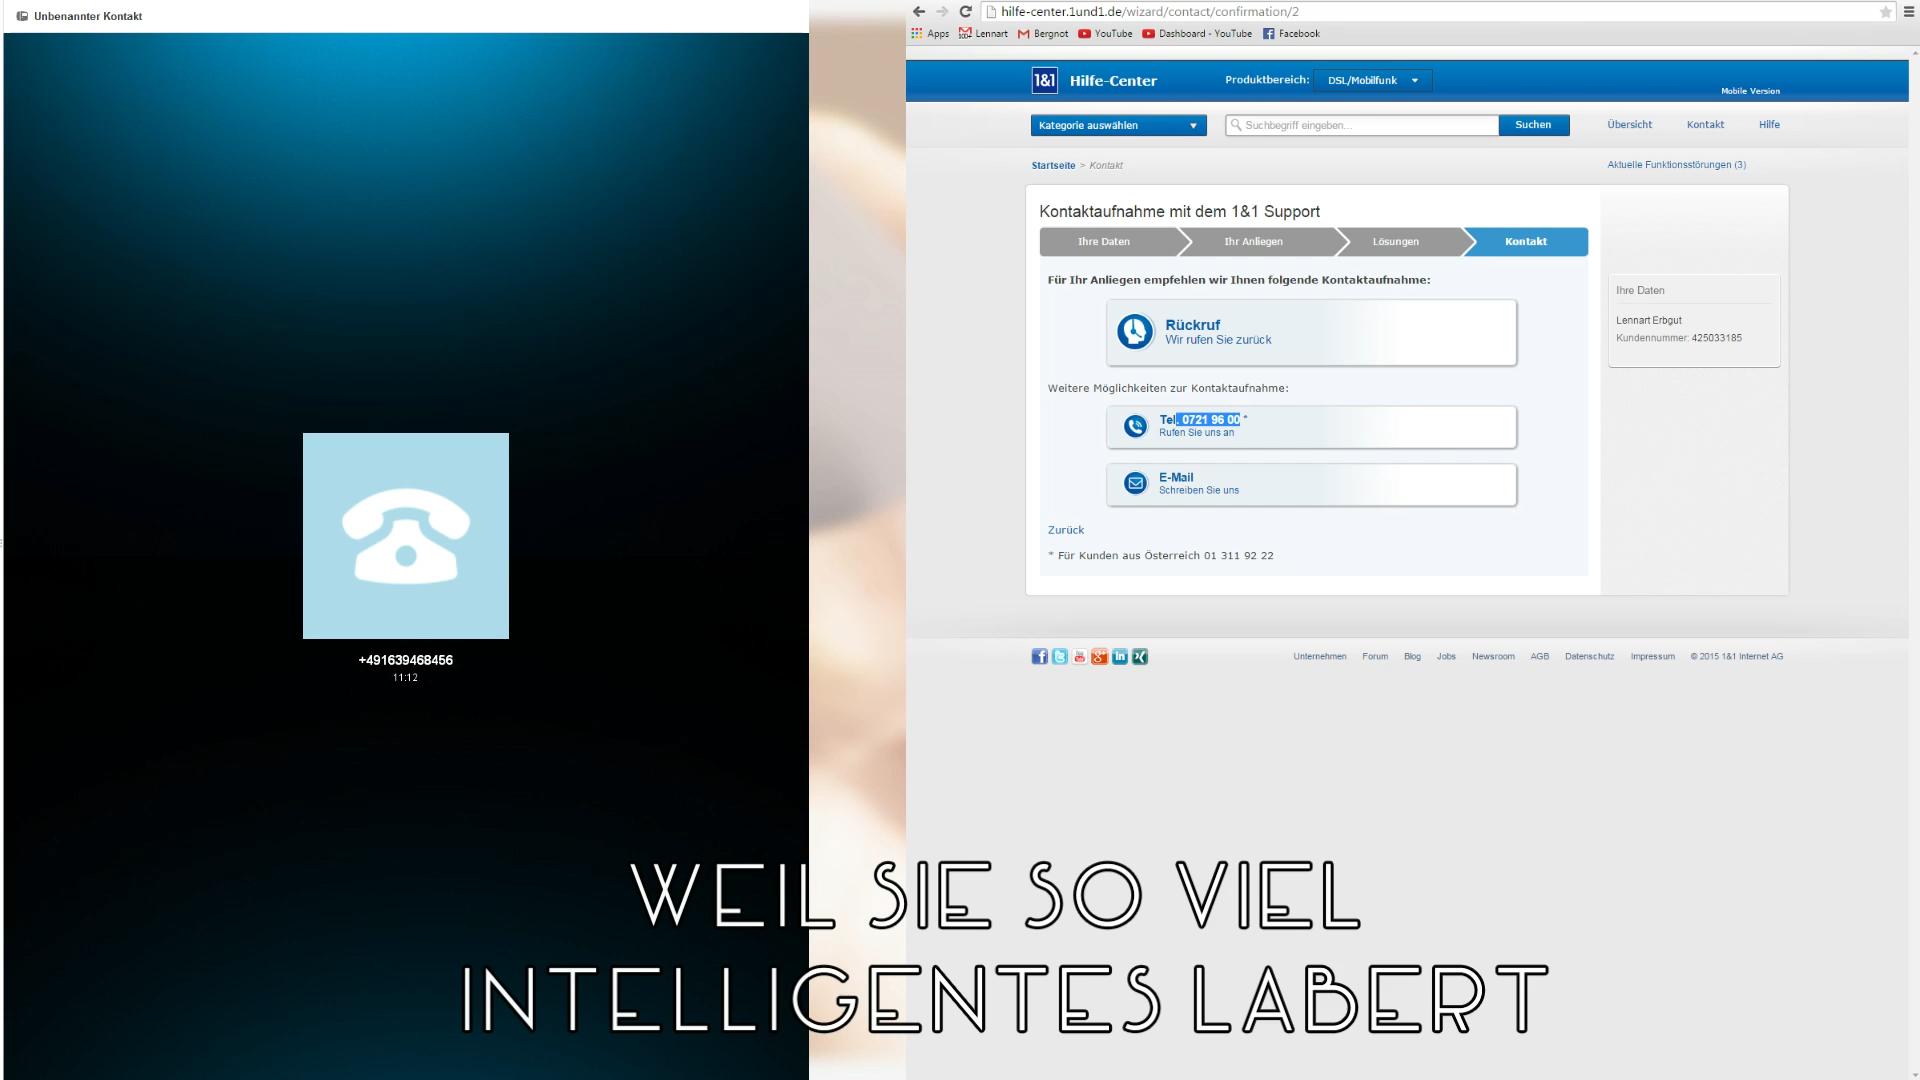 Unbenannter Kontakt
+491639468456
11:12
hilfe-center.1und1.de/wizard/contact/confirmation/2
Apps Lennart Bergnot YouTube Dashboard - YouTube Facebook
1&1 Hilfe-Center Produktbereich: DSL/Mobilfunk
Mobile Version
Kategorie auswählen Suchbegriff eingeben... Suchen Übersicht Kontakt Hilfe
Startseite > Kontakt Aktuelle Funktionsstörungen (3)
Kontaktaufnahme mit dem 1&1 Support
Ihre Daten Ihr Anliegen Lösungen Kontakt
Für Ihr Anliegen empfehlen wir Ihnen folgende Kontaktaufnahme:
Rückruf
Wir rufen Sie zurück
Weitere Möglichkeiten zur Kontaktaufnahme:
Tel. 0721 96 00 *
Rufen Sie uns an
E-Mail
Schreiben Sie uns
Zurück
* Für Kunden aus Österreich 01 311 92 22
Ihre Daten
Lennart Erbgut
Kundennummer: 425033185
Unternehmen Forum Blog Jobs Newsroom AGB Datenschutz Impressum © 2015 1&1 Internet AG
WEIL SIE SO VIEL
INTELLIGENTES LABERT